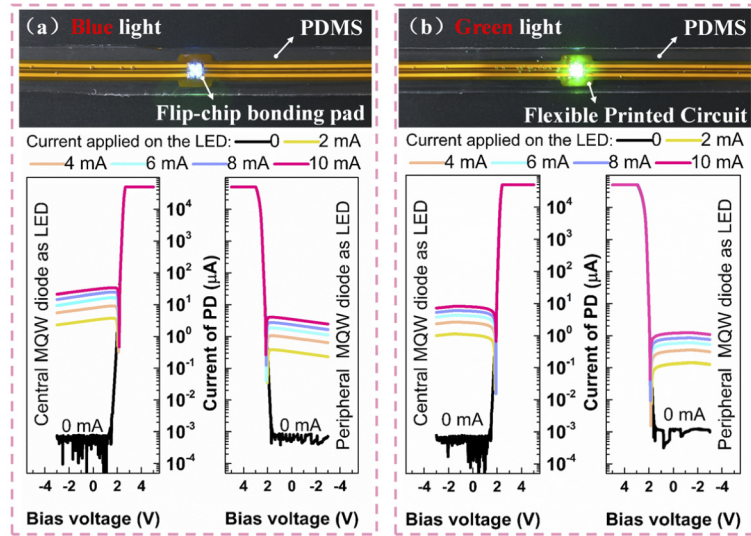 (a) Blue light
PDMS
Flip-chip bonding pad
Current applied on the LED: 0 2 mA
4 mA 6 mA 8 mA 10 mA
Central MQW diode as LED
0 mA
10⁴
10³
10²
10¹
10⁰
10⁻¹
10⁻²
10⁻³
10⁻⁴
Current of PD (μA)
0 mA
Peripheral MQW diode as LED
-4 -2 0 2 4
4 2 0 -2 -4
Bias voltage (V) Bias voltage (V)
(b) Green light
PDMS
Flexible Printed Circuit
Current applied on the LED: 0 2 mA
4 mA 6 mA 8 mA 10 mA
Central MQW diode as LED
0 mA
10⁴
10³
10²
10¹
10⁰
10⁻¹
10⁻²
10⁻³
10⁻⁴
Current of PD (μA)
0 mA
Peripheral MQW diode as LED
-4 -2 0 2 4
4 2 0 -2 -4
Bias voltage (V) Bias voltage (V)